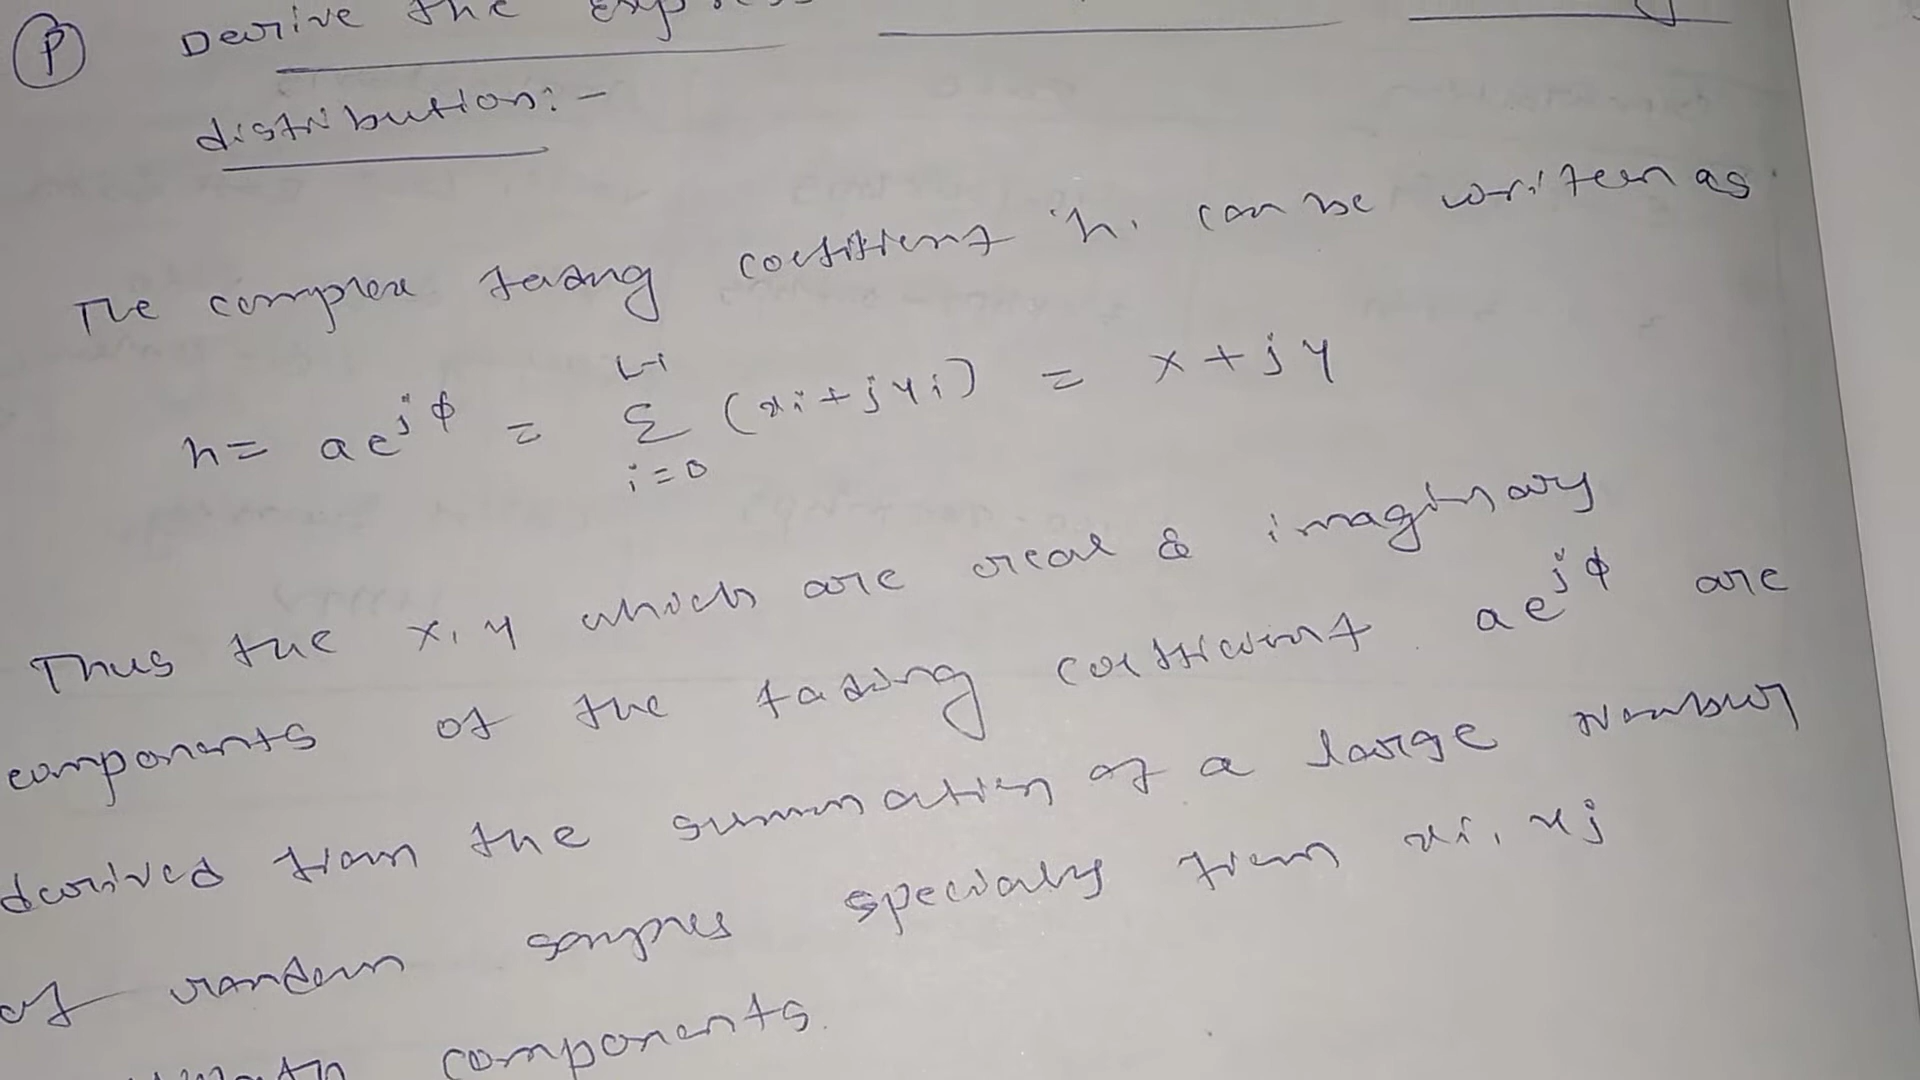 P Derive the
distribution:-
The complex fading coefficient 'h' can be written as
h = ae^{jφ} = \sum_{i=0}^{L-1} (xi + jyi) = x + jy
Thus the x, y which are real & imaginary
components of the fading coefficient ae^{jφ} are
derived from the summation of a large number
of random samples specialy from xi, xj
components.